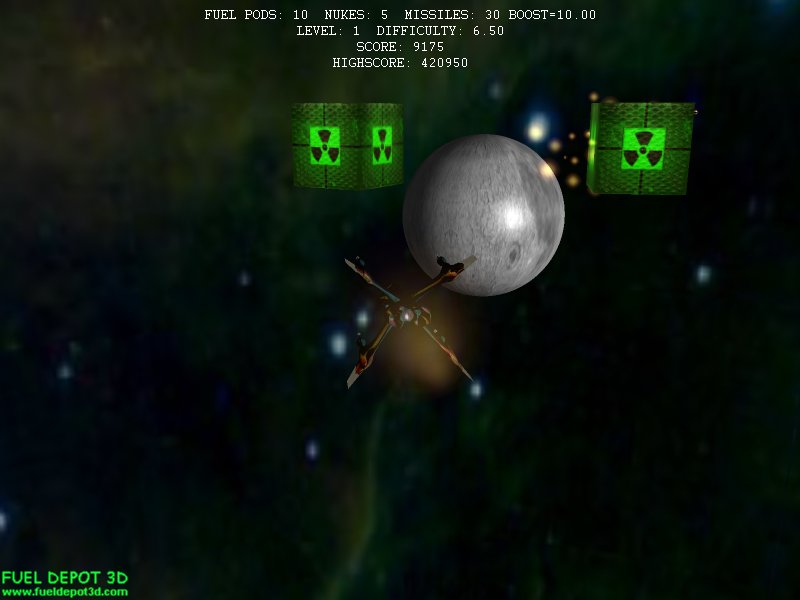 FUEL PODS: 10 NUKES: 5 MISSILES: 30 BOOST=10.00
LEVEL: 1 DIFFICULTY: 6.50
SCORE: 9175
HIGHSCORE: 420950
FUEL DEPOT 3D
www.fueldepot3d.com